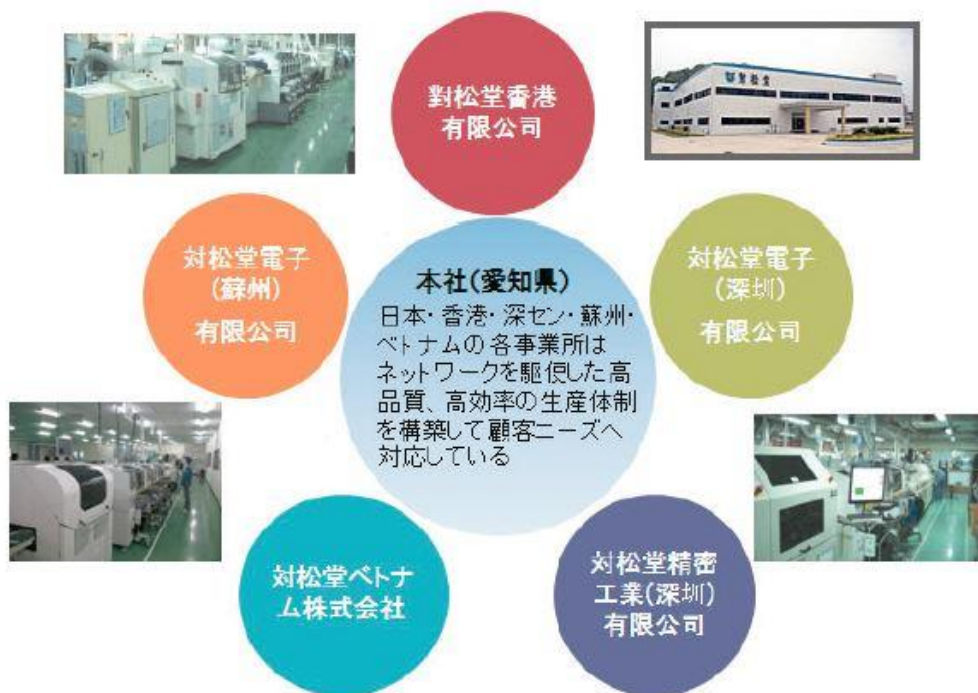 對松堂香港
有限公司
對松堂
対松堂電子
(蘇州)
有限公司
対松堂電子
(深圳)
有限公司
本社(愛知県)
日本・香港・深セン・蘇州・
ベトナムの各事業所は
ネットワークを駆使した高
品質、高効率の生産体制
を構築して顧客ニーズへ
対応している
対松堂ベトナ
ム株式会社
対松堂精密
工業(深圳)
有限公司